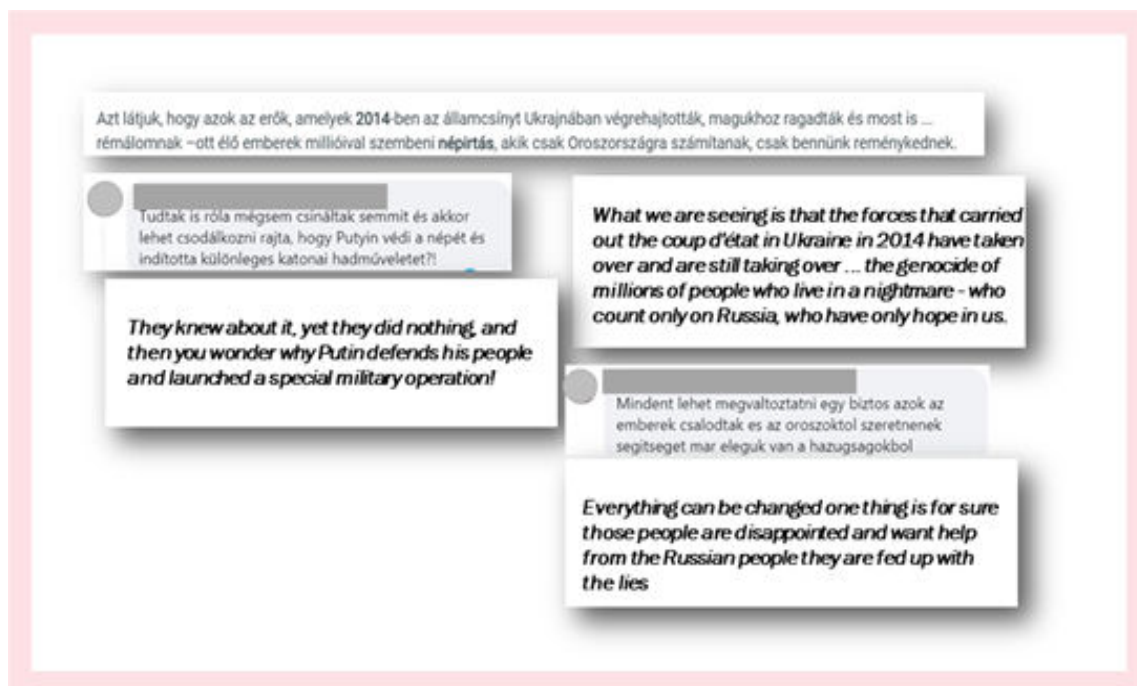 Azt látjuk, hogy azok az erők, amelyek 2014-ben az államcsínyt Ukrajnában végrehajtották, magukhoz ragadták és most is ...
rémálomnak –ott élő emberek millióival szembeni népirtás, akik csak Oroszországra számítanak, csak bennünk reménykednek.
Tudtak is róla mégsem csináltak semmit és akkor
lehet csodálkozni rajta, hogy Putyin védi a népét és
indította különleges katonai hadműveletet?!
They knew about it, yet they did nothing, and
then you wonder why Putin defends his people
and launched a special military operation!
What we are seeing is that the forces that carried
out the coup d'état in Ukraine in 2014 have taken
over and are still taking over ... the genocide of
millions of people who live in a nightmare - who
count only on Russia, who have only hope in us.
Mindent lehet megvaltoztatni egy biztos azok az
emberek csalodtak es az oroszoktol szeretnenek
segitseget mar eleguk van a hazugsagokbol
Everything can be changed one thing is for sure
those people are disappointed and want help
from the Russian people they are fed up with
the lies